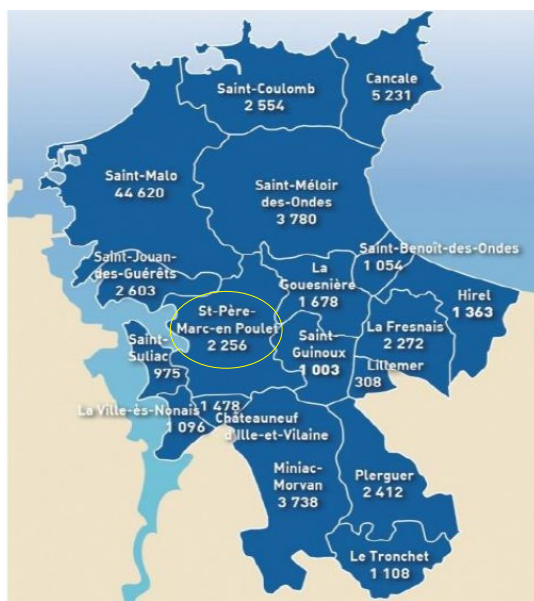 Saint-Coulomb
2 554
Cancale
5 231
Saint-Malo
44 620
Saint-Méloir
des-Ondes
3 780
Saint-Benoît-des-Ondes
1 054
Saint-Jouan-
des-Guérêts
2 603
La
Gouesnière
1 678
Hirel
1 363
St-Père-
Marc-en Poulet
2 256
La Fresnais
2 272
Saint-
Suliac
975
Saint-
Guinoux
1 003
Lillemer
308
La Ville-ès-Nonais
1 096
1 478
Châteauneuf
d'Ille-et-Vilaine
Miniac-
Morvan
3 738
Plerguer
2 412
Le Tronchet
1 108